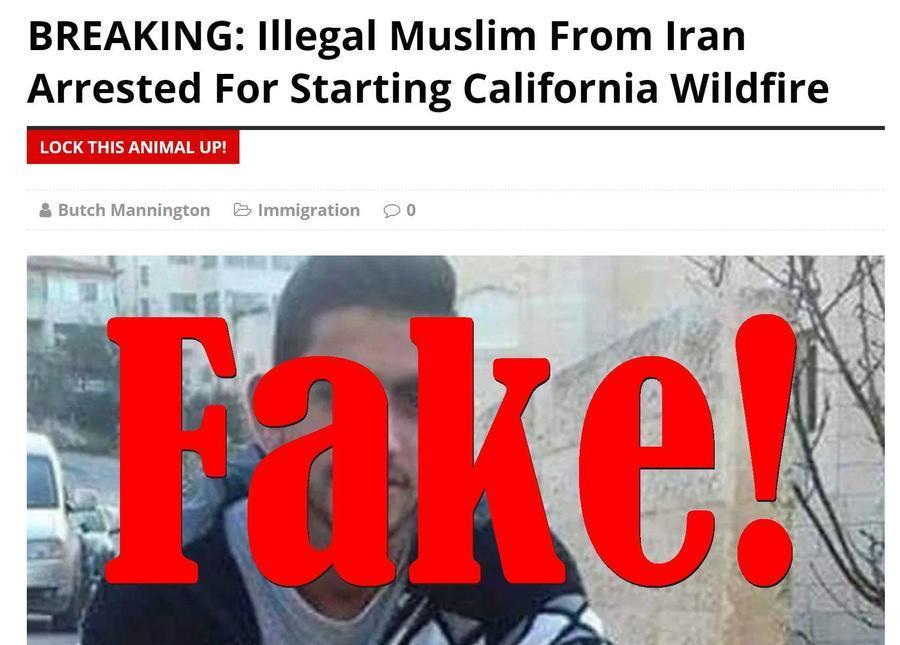 BREAKING: Illegal Muslim From Iran
Arrested For Starting California Wildfire
LOCK THIS ANIMAL UP!
Butch Mannington Immigration 0
Fake!